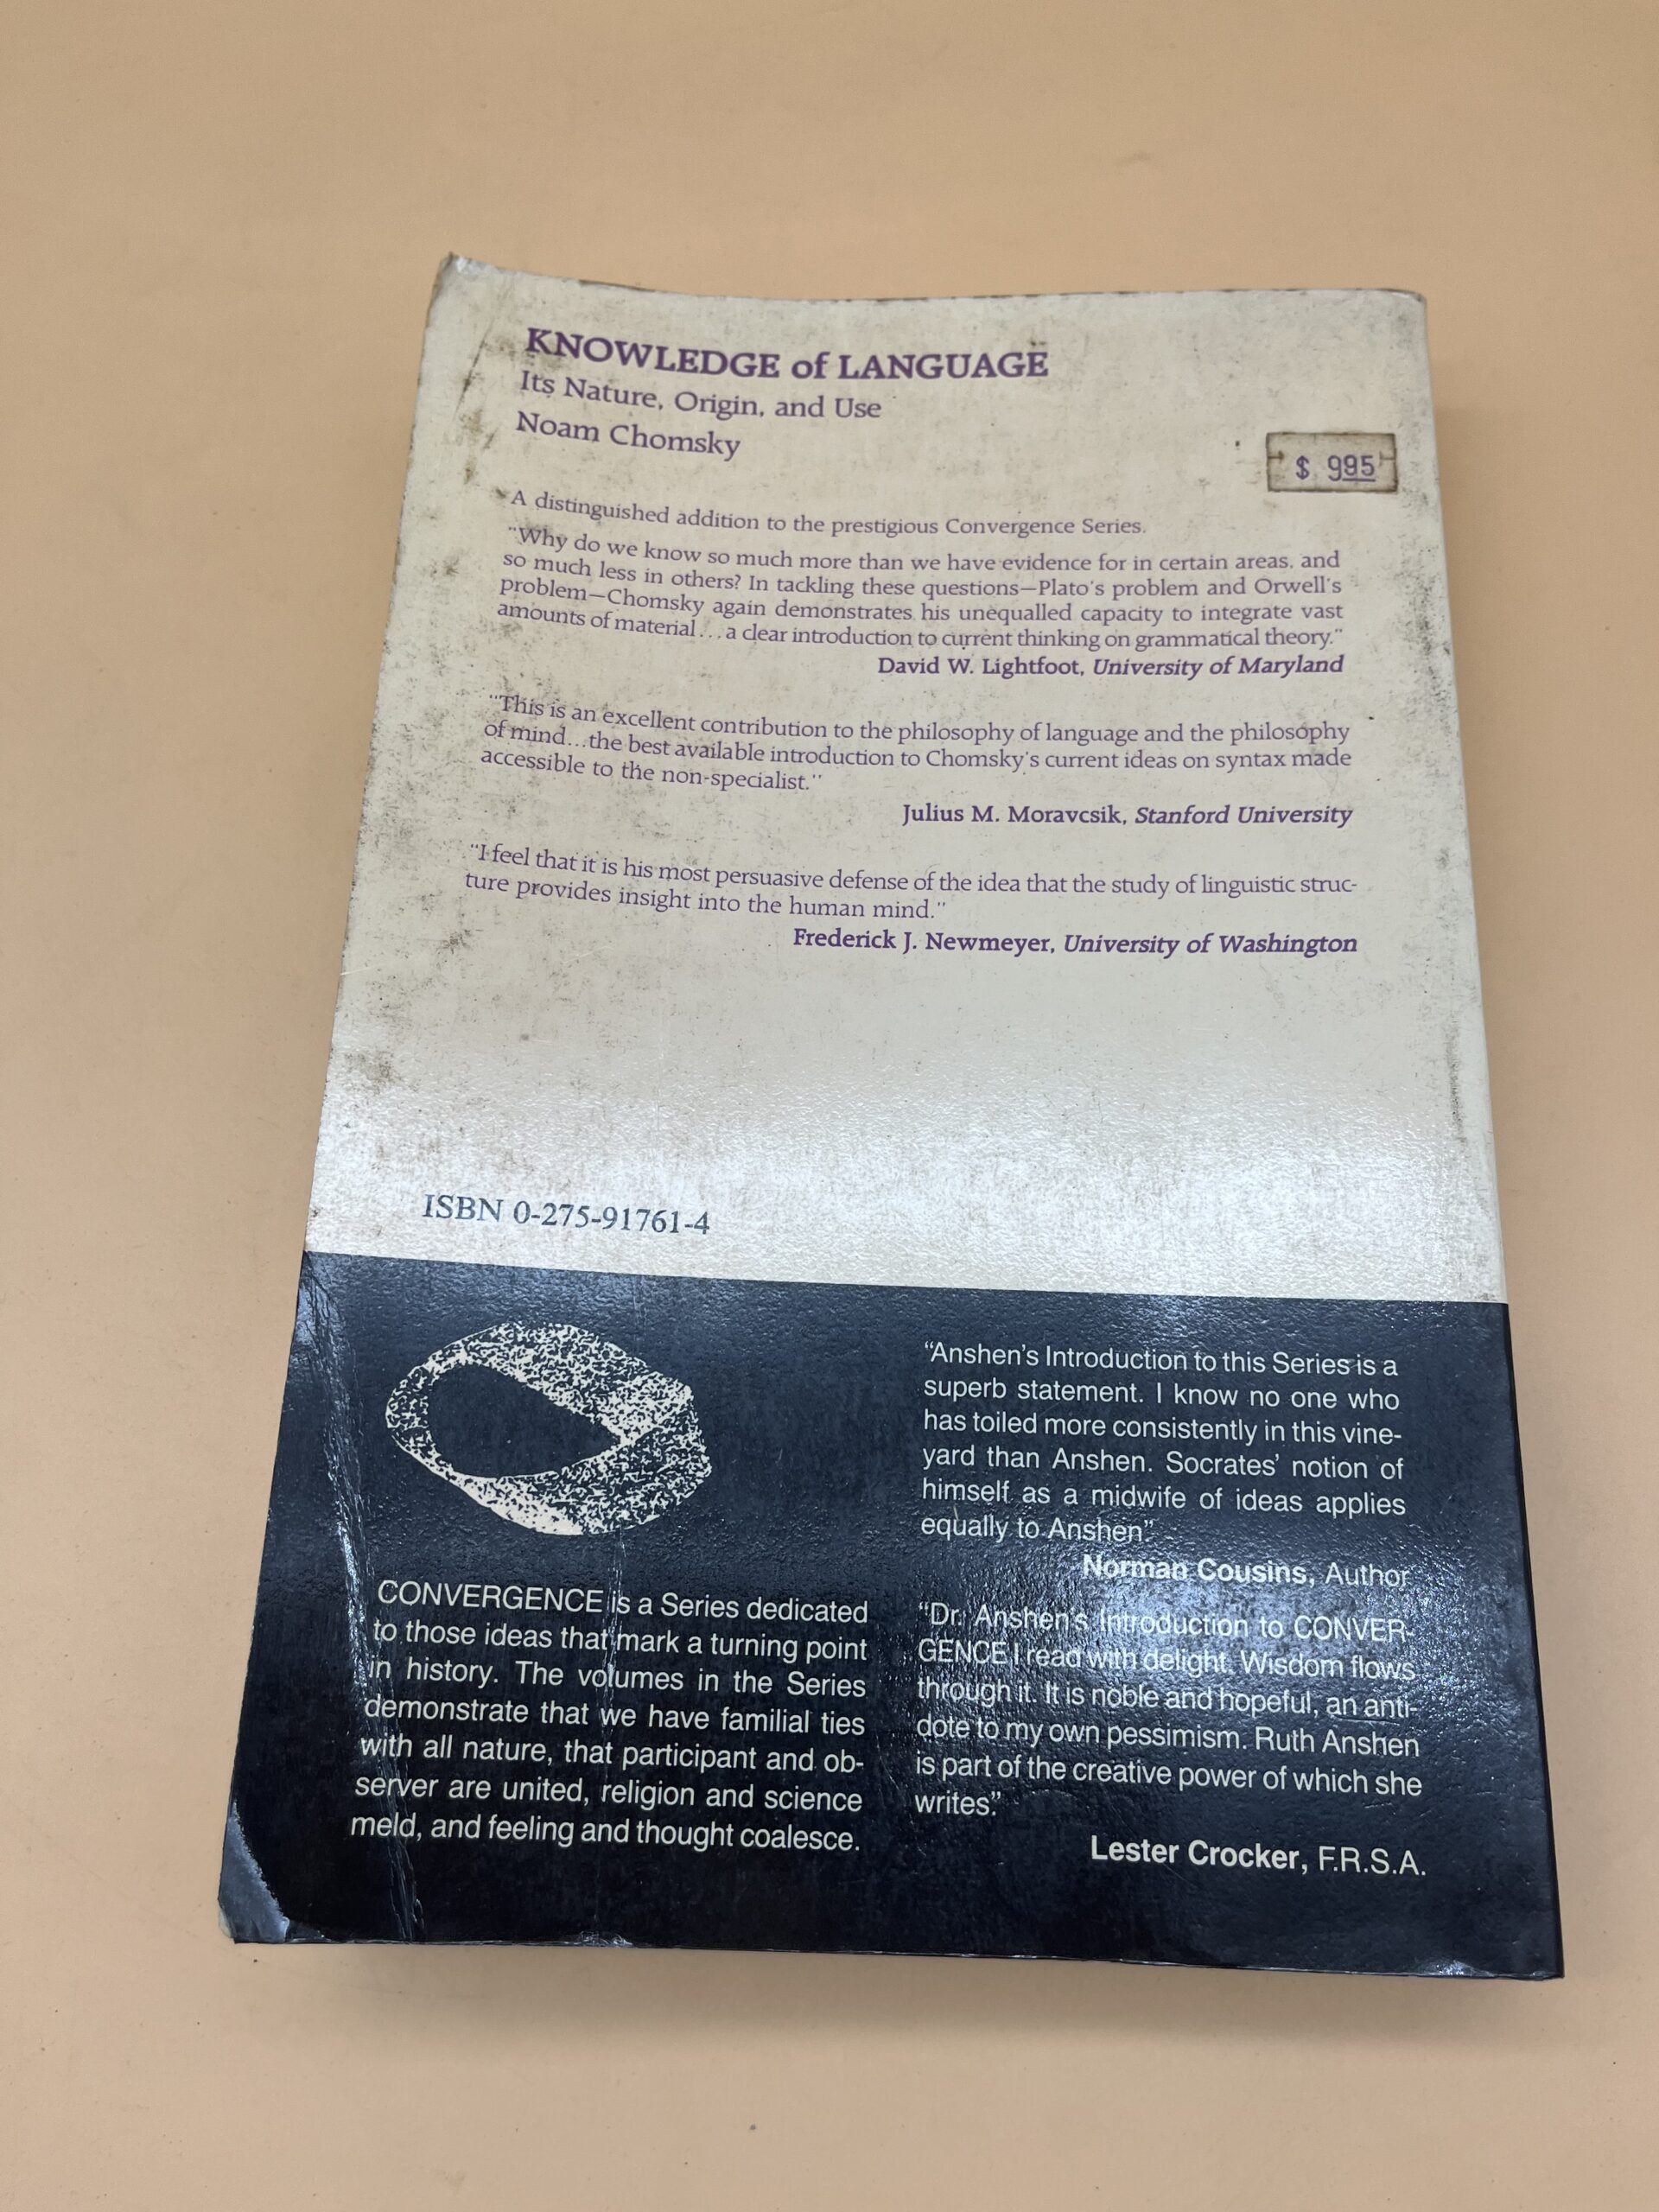 KNOWLEDGE of LANGUAGE
Its Nature, Origin, and Use
Noam Chomsky
$ 995
A distinguished addition to the prestigious Convergence Series.
"Why do we know so much more than we have evidence for in certain areas, and
so much less in others? In tackling these questions—Plato's problem and Orwell's
problem—Chomsky again demonstrates his unequalled capacity to integrate vast
amounts of material...a clear introduction to current thinking on grammatical theory."
David W. Lightfoot, University of Maryland
"This is an excellent contribution to the philosophy of language and the philosophy
of mind...the best available introduction to Chomsky's current ideas on syntax made
accessible to the non-specialist."
Julius M. Moravcsik, Stanford University
"I feel that it is his most persuasive defense of the idea that the study of linguistic struc-
ture provides insight into the human mind."
Frederick J. Newmeyer, University of Washington
ISBN 0-275-91761-4
CONVERGENCE is a Series dedicated
to those ideas that mark a turning point
in history. The volumes in the Series
demonstrate that we have familial ties
with all nature, that participant and ob-
server are united, religion and science
meld, and feeling and thought coalesce.
"Anshen's Introduction to this Series is a
superb statement. I know no one who
has toiled more consistently in this vine-
yard than Anshen. Socrates' notion of
himself as a midwife of ideas applies
equally to Anshen."
Norman Cousins, Author
"Dr. Anshen's Introduction to CONVER-
GENCE I read with delight. Wisdom flows
through it. It is noble and hopeful, an anti-
dote to my own pessimism. Ruth Anshen
is part of the creative power of which she
writes."
Lester Crocker, F.R.S.A.